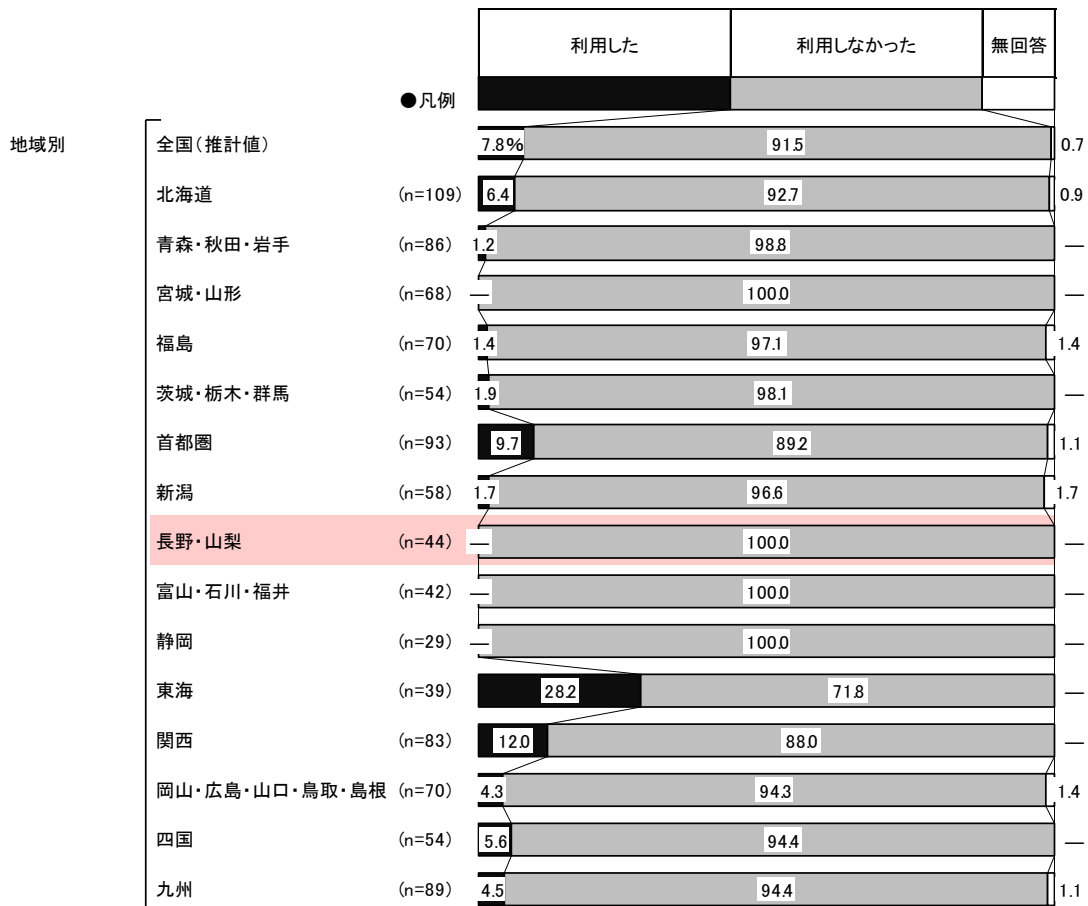 利用した 利用しなかった 無回答
●凡例
地域別 全国(推計値) 7.8% 91.5 0.7
北海道 (n=109) 6.4 92.7 0.9
青森・秋田・岩手 (n=86) 1.2 98.8 ―
宮城・山形 (n=68) ― 100.0 ―
福島 (n=70) 1.4 97.1 1.4
茨城・栃木・群馬 (n=54) 1.9 98.1 ―
首都圏 (n=93) 9.7 89.2 1.1
新潟 (n=58) 1.7 96.6 1.7
長野・山梨 (n=44) ― 100.0 ―
富山・石川・福井 (n=42) ― 100.0 ―
静岡 (n=29) ― 100.0 ―
東海 (n=39) 28.2 71.8 ―
関西 (n=83) 12.0 88.0 ―
岡山・広島・山口・鳥取・島根 (n=70) 4.3 94.3 1.4
四国 (n=54) 5.6 94.4 ―
九州 (n=89) 4.5 94.4 1.1